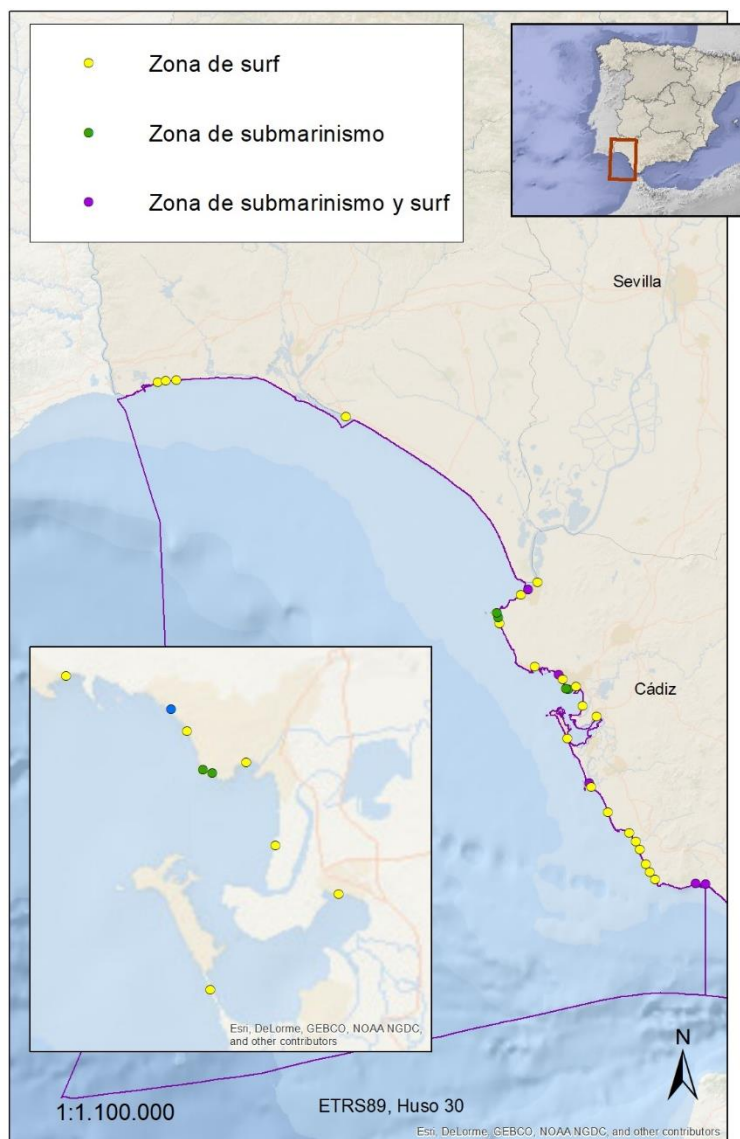 Zona de surf
Zona de submarinismo
Zona de submarinismo y surf
Sevilla
Cádiz
Esri, DeLorme, GEBCO, NOAA NGDC,
and other contributors
N
1:1.100.000
ETRS89, Huso 30
Esri, DeLorme, GEBCO, NOAA NGDC, and other contributors